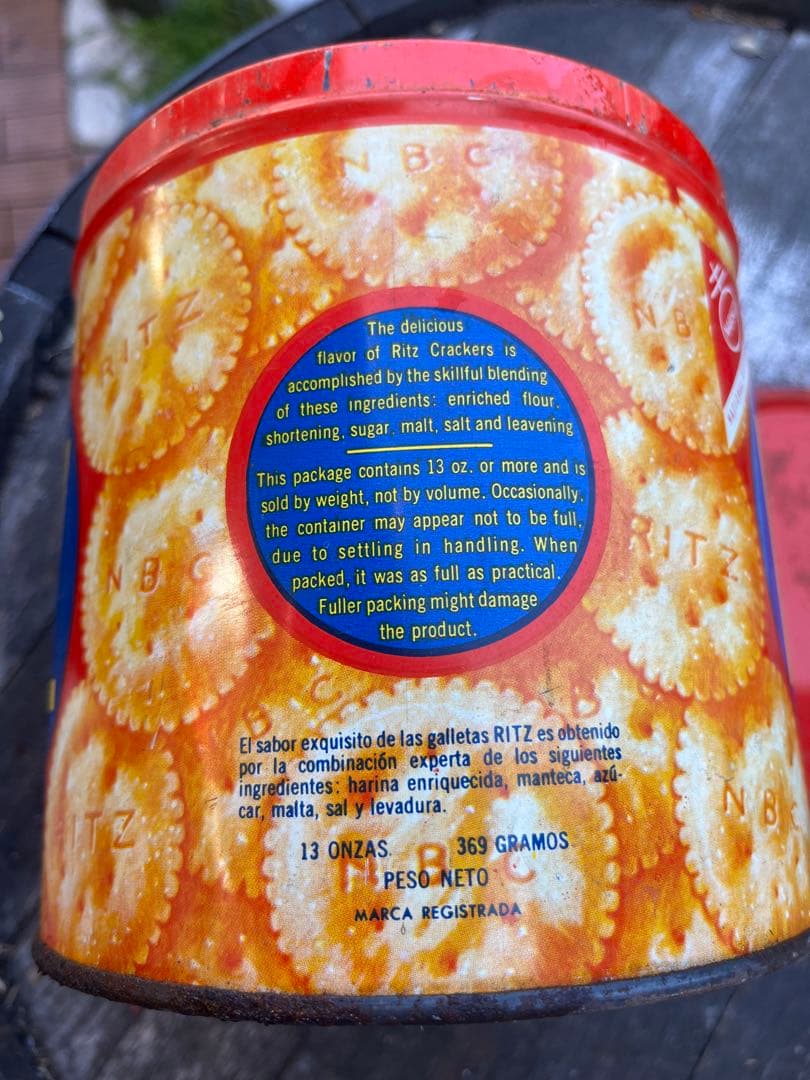 N B C
RITZ
N B
The delicious
flavor of Ritz Crackers is
accomplished by the skillful blending
of these ingredients: enriched flour,
shortening, sugar, malt, salt and leavening
This package contains 13 oz. or more and is
sold by weight, not by volume. Occasionally,
the container may appear not to be full,
due to settling in handling. When
packed, it was as full as practical.
Fuller packing might damage
the product.
N B C
RITZ
B C
B
El sabor exquisito de las galletas RITZ es obtenido
por la combinación experta de los siguientes
ingredientes: harina enriquecida, manteca, azú-
car, malta, sal y levadura.
ITZ
N B C
13 ONZAS 369 GRAMOS
N B C
PESO NETO
MARCA REGISTRADA